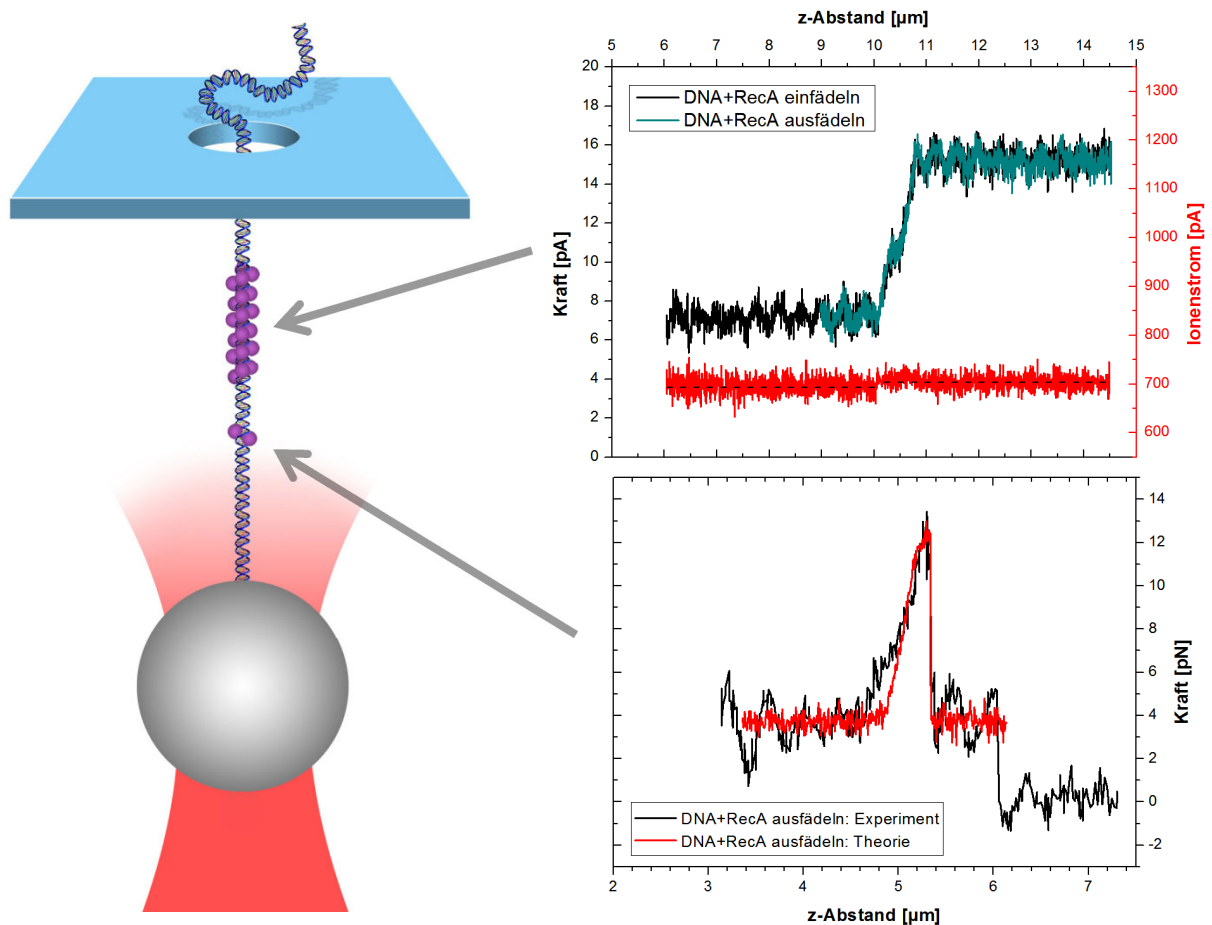 z-Abstand [µm]
5 6 7 8 9 10 11 12 13 14 15
20
18
16
14
12
10
8
6
4
2
0
Kraft [pA]
DNA+RecA einfädeln
DNA+RecA ausfädeln
1300
1200
1100
1000
900
800
700
600
Ionenstrom [pA]
14
12
10
8
6
4
2
0
-2
Kraft [pN]
DNA+RecA ausfädeln: Experiment
DNA+RecA ausfädeln: Theorie
2 3 4 5 6 7
z-Abstand [µm]